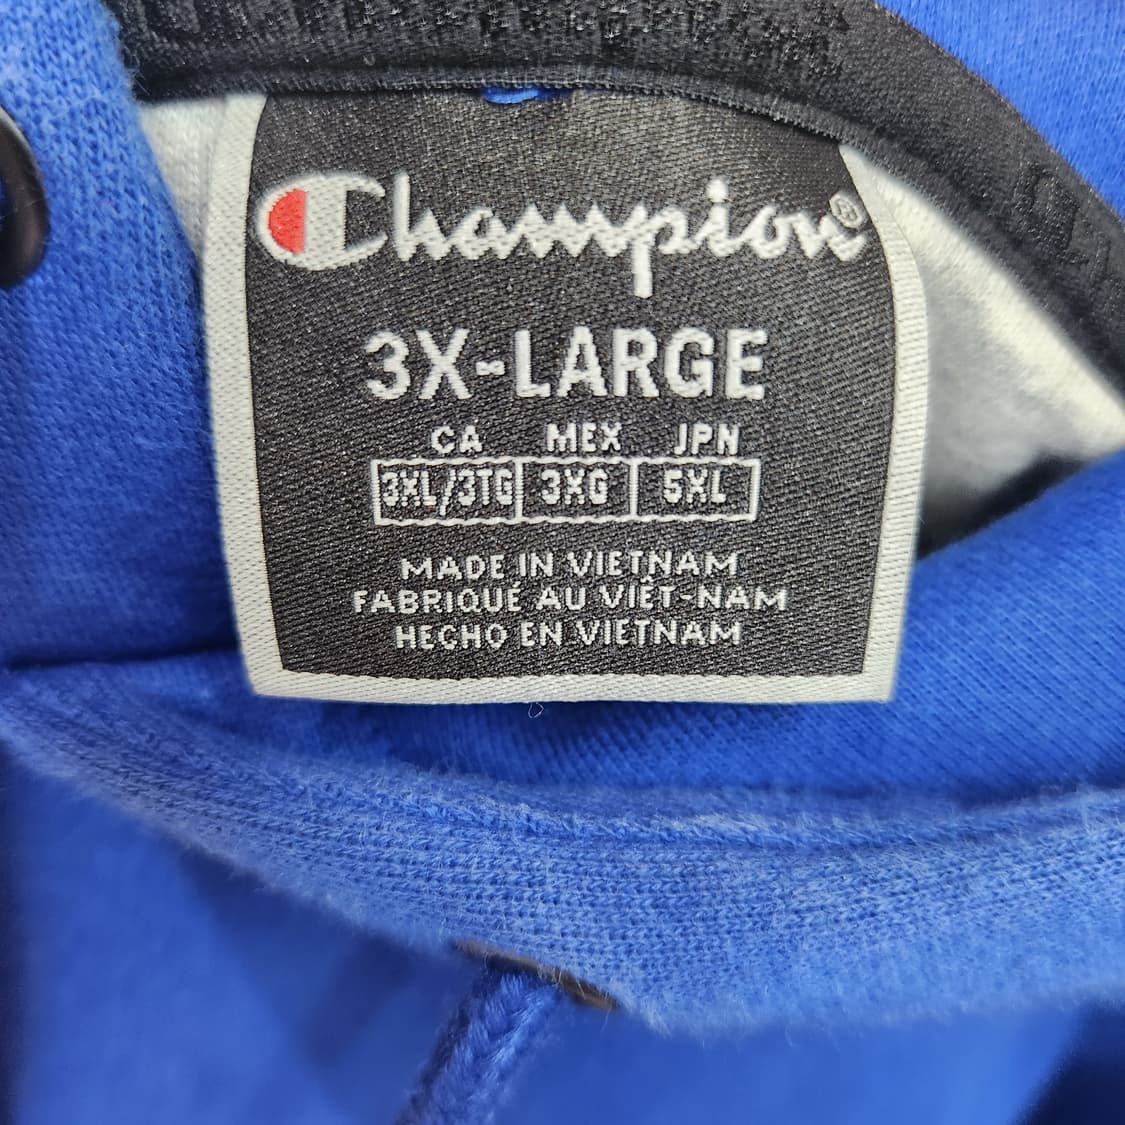 Champion®
3X-LARGE
CA MEX JPN
3XL/3TG 3XG 5XL
MADE IN VIETNAM
FABRIQUÉ AU VIÊT-NAM
HECHO EN VIETNAM